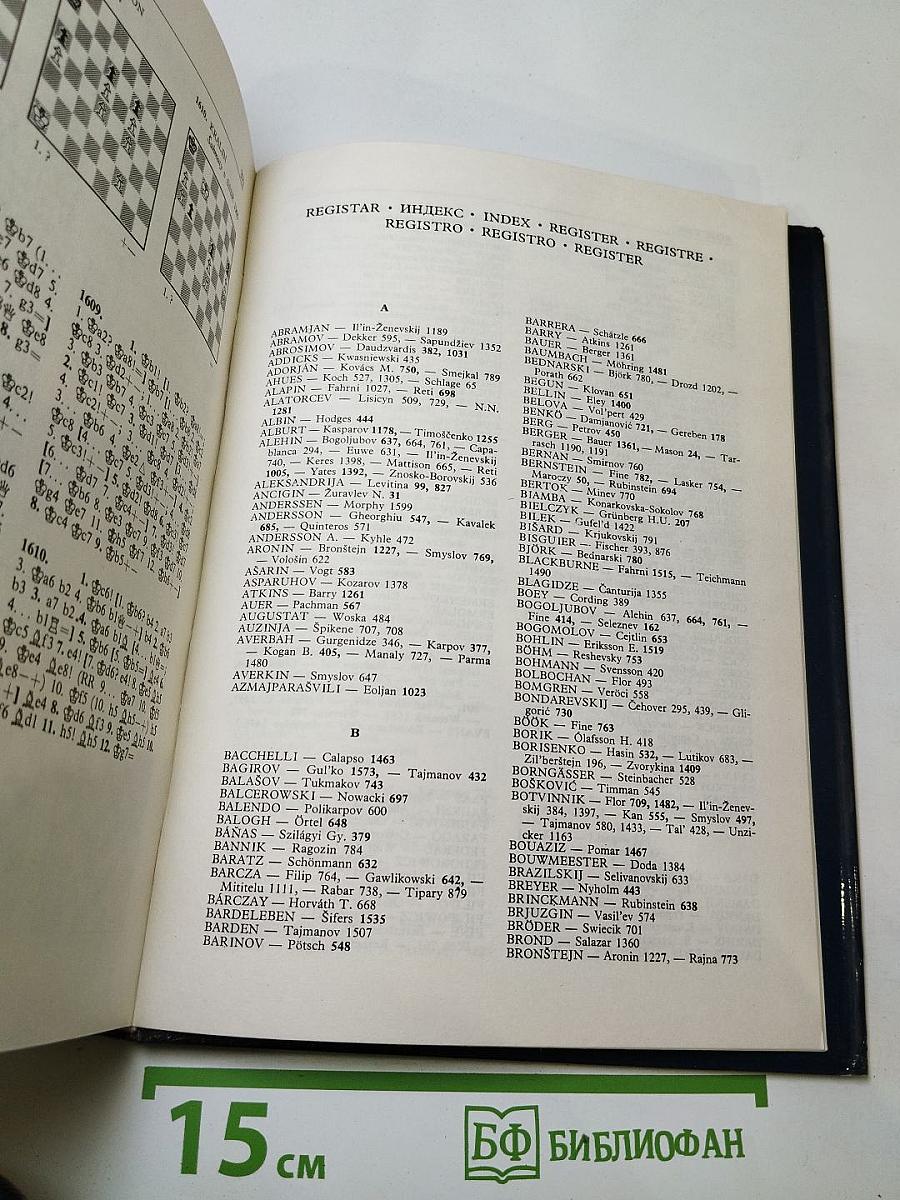 1609.
1610.
REGISTAR • ИНДЕКС • INDEX • REGISTER • REGISTRE •
REGISTRO • REGISTRO • REGISTER
A
ABRAMJAN — Il'in-Ženevskij 1189
ABRAMOV — Dekker 595, — Sapundžiev 1352
ABROSIMOV — Daudzvardis 382, 1031
ADDICKS — Kwasniewski 435
ADORJÁN — Kovács M. 750, — Smejkal 789
AHUES — Koch 527, 1305, — Schlage 65
ALAPIN — Fahrni 1027, — Reti 698
ALATORCEV — Lisicyn 509, 729, — N.N.
1281
ALBIN — Hodges 444
ALBURT — Kasparov 1178, — Timoščenko 1255
ALEHIN — Bogoljubov 637, 664, 761, — Capa-
blanca 294, — Euwe 631, — Il'in-Ženevskij
740, — Keres 1398, — Mattison 665, — Reti
1005, — Yates 1392, — Znosko-Borovskij 536
ALEKSANDRIJA — Levitina 99, 827
ANCIGIN — Žuravlev N. 31
ANDERSSEN — Morphy 1599
ANDERSSON — Gheorghiu 547, — Kavalek
685, — Quinteros 571
ANDERSSON A. — Kyhle 472
ARONIN — Bronštejn 1227, — Smyslov 769,
— Vološin 622
AŠARIN — Vogt 583
ASPARUHOV — Kozarov 1378
ATKINS — Barry 1261
AUER — Pachman 567
AUGUSTAT — Woska 484
AUZINJA — Špikene 707, 708
AVERBAH — Gurgenidze 346, — Karpov 377,
— Kogan B. 405, — Manaly 727, — Parma
1480
AVERKIN — Smyslov 647
AZMAJPARAŠVILI — Eoljan 1023
B
BACCHELLI — Calapso 1463
BAGIROV — Gul'ko 1573, — Tajmanov 432
BALAŠOV — Tukmakov 743
BALCEROWSKI — Nowacki 697
BALENDO — Polikarpov 600
BALOGH — Örtel 648
BÁÑAS — Szilágyi Gy. 379
BANNIK — Ragozin 784
BARATZ — Schönmann 632
BARCZA — Filip 764, — Gawlikowski 642, —
Mititelu 1111, — Rabar 738, — Tipary 879
BÁRCZAY — Horváth T. 668
BARDELEBEN — Šifers 1535
BARDEN — Tajmanov 1507
BARINOV — Pötsch 548
BARRERA — Schätzle 666
BARRY — Atkins 1261
BAUER — Berger 1361
BAUMBACH — Möhring 1481
BEDNARSKI — Björk 780, — Drozd 1202, —
Porath 662
BEGUN — Klovan 651
BELLIN — Eley 1400
BELOVA — Vol'pert 429
BENKÖ — Damjanović 721, — Gereben 178
BERG — Petrov 450
BERGER — Bauer 1361, — Mason 24, — Tar-
rasch 1190, 1191
BERNAN — Smirnov 760
BERNSTEIN — Fine 782, — Lasker 754, —
Maroczy 50, — Rubinstein 694
BERTOK — Minev 770
BIAMBA — Konarkovska-Sokolov 768
BIELCZYK — Grünberg H.U. 207
BILEK — Gufel'd 1422
BIŠARD — Krjukovskij 791
BISGUIER — Fischer 393, 876
BJÖRK — Bednarski 780
BLACKBURNE — Fahrni 1515, — Teichmann
1490
BLAGIDZE — Čanturija 1355
BOEY — Cording 389
BOGOLJUBOV — Alehin 637, 664, 761, —
Fine 414, — Seleznev 162
BOGOMOLOV — Cejtlin 653
BOHLIN — Eriksson E. 1519
BÖHM — Reshevsky 753
BOHMANN — Svensson 420
BOLBOCHAN — Flor 493
BOMGREN — Veröci 558
BONDAREVSKIJ — Čehover 295, 439, — Gli-
gorić 730
BÖÖK — Fine 763
BORIK — Ólafsson H. 418
BORISENKO — Hasin 532, — Lutikov 683, —
Zil'berštejn 196, — Zvorykina 1409
BORNGÄSSER — Steinbacher 528
BOŠKOVIĆ — Timman 545
BOTVINNIK — Flor 709, 1482, — Il'in-Ženev-
skij 384, 1397, — Kan 555, — Smyslov 497,
— Tajmanov 580, 1433, — Tal' 428, — Unzi-
cker 1163
BOUAZIZ — Pomar 1467
BOUWMEESTER — Doda 1384
BRAZILSKIJ — Selivanovskij 633
BREYER — Nyholm 443
BRINCKMANN — Rubinstein 638
BRJUZGIN — Vasil'ev 574
BRÖDER — Swiecik 701
BROND — Salazar 1360
BRONŠTEJN — Aronin 1227, — Rajna 773
15 см
БФ БИБЛИОФАН